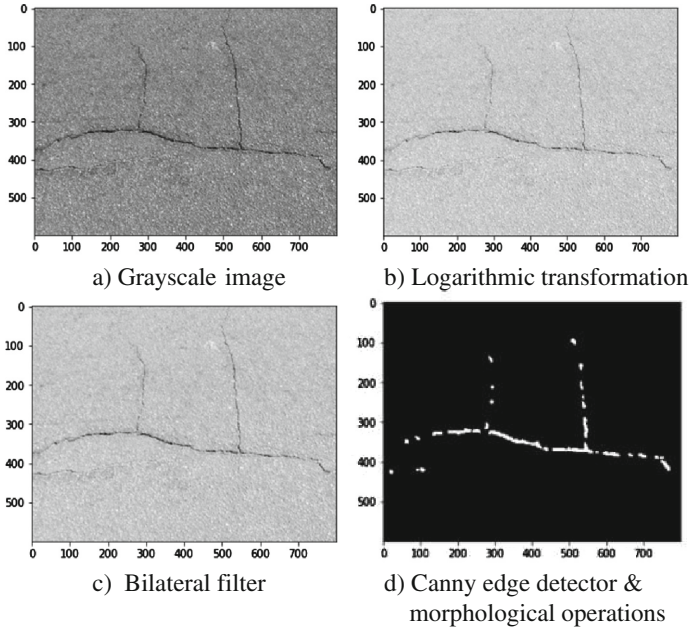 0
100
200
300
400
500
0 100 200 300 400 500 600 700
a) Grayscale image
0
100
200
300
400
500
0 100 200 300 400 500 600 700
b) Logarithmic transformation
0
100
200
300
400
500
0 100 200 300 400 500 600 700
c) Bilateral filter
0
100
200
300
400
500
0 100 200 300 400 500 600 700
d) Canny edge detector &
morphological operations